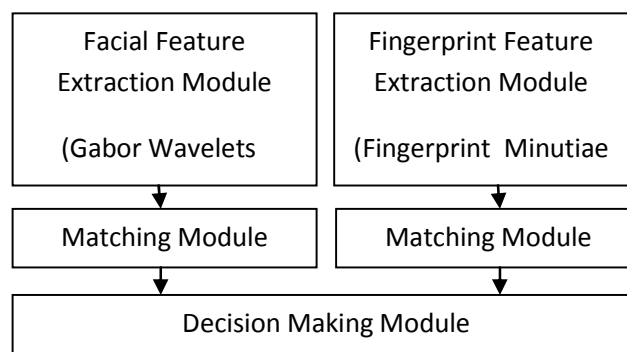 Facial Feature
Extraction Module
(Gabor Wavelets
Fingerprint Feature
Extraction Module
(Fingerprint Minutiae
Matching Module
Matching Module
Decision Making Module